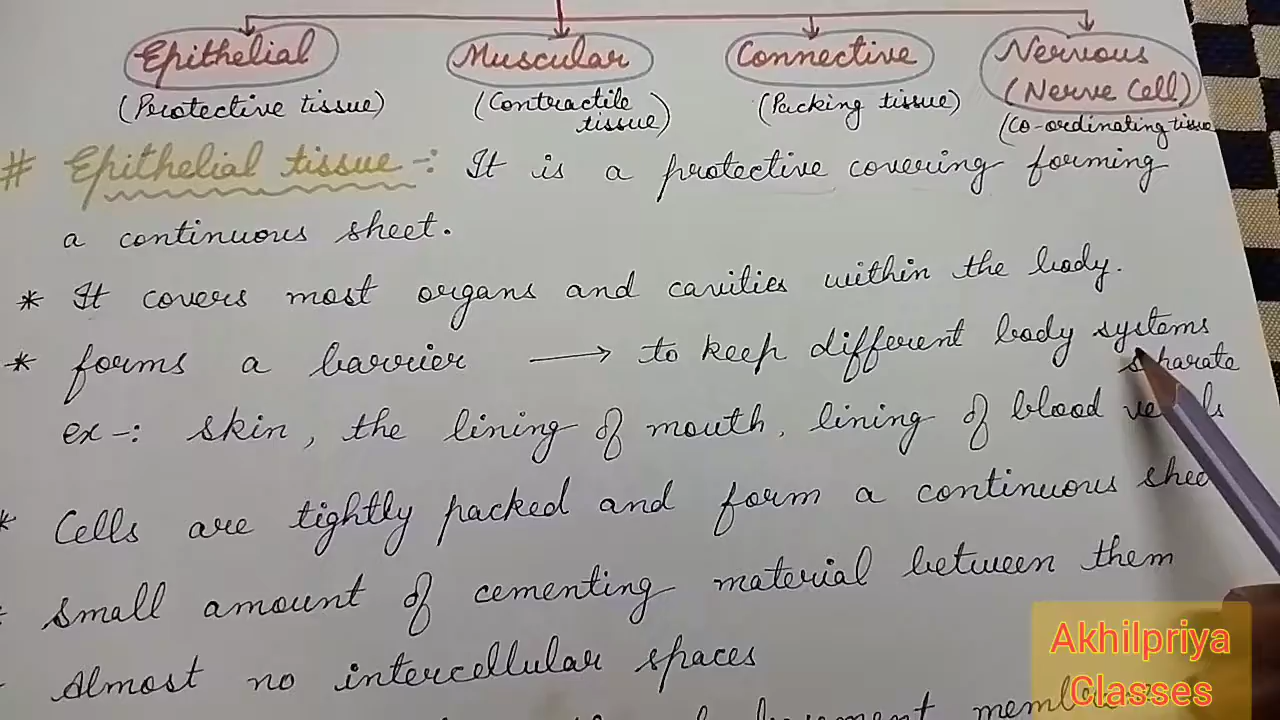 Epithelial Muscular Connective Nervous
(Nerve Cell)
(Protective tissue) (Contractile tissue) (Packing tissue) (Co-ordinating tissue
# Epithelial tissue -: It is a protective covering forming
a continuous sheet.
* It covers most organs and cavities within the body.
* forms a barrier → to keep different body systems
ex -: skin, the lining of mouth, lining of blood
* Cells are tightly packed and form a continuous
small amount of cementing material between them
Almost no intercellular spaces
Akhilpriya
Classes